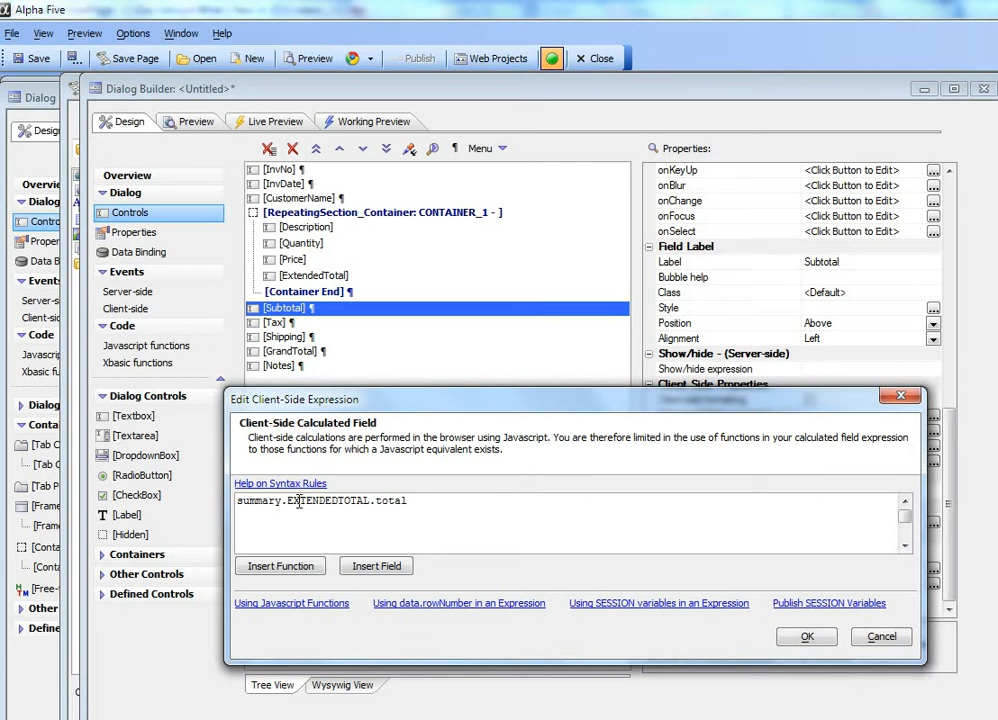 Alpha Five
File View Preview Options Window Help
Save Save Page Open New Preview Publish Web Projects Close
Dialog
Dialog Builder: <Untitled>*
Design Preview Live Preview Working Preview
Menu
Properties:
Overview
Dialog
Controls
Properties
Data Binding
Events
Server-side
Client-side
Code
Javascript functions
Xbasic functions
Dialog Controls
[Textbox]
[Textarea]
[DropdownBox]
[RadioButton]
[CheckBox]
[Label]
[Hidden]
Containers
Other Controls
Defined Controls
[InvNo] ¶
[InvDate] ¶
[CustomerName] ¶
[RepeatingSection_Container: CONTAINER_1 - ]
[Description]
[Quantity]
[Price]
[ExtendedTotal]
[Container End] ¶
[Subtotal] ¶
[Tax] ¶
[Shipping] ¶
[GrandTotal] ¶
[Notes] ¶
onKeyUp <Click Button to Edit> ...
onBlur <Click Button to Edit> ...
onChange <Click Button to Edit> ...
onFocus <Click Button to Edit> ...
onSelect <Click Button to Edit> ...
Field Label
Label Subtotal
Bubble help
Class <Default>
Style ...
Position Above
Alignment Left
Show/hide - (Server-side)
Show/hide expression
Client Side Properties
Edit Client-Side Expression
Client-Side Calculated Field
Client-side calculations are performed in the browser using Javascript. You are therefore limited in the use of functions in your calculated field expression
to those functions for which a Javascript equivalent exists.
Help on Syntax Rules
summary.EXTENDEDTOTAL.total
Insert Function Insert Field
Using Javascript Functions Using data.rowNumber in an Expression Using SESSION variables in an Expression Publish SESSION Variables
OK Cancel
Tree View Wysywig View